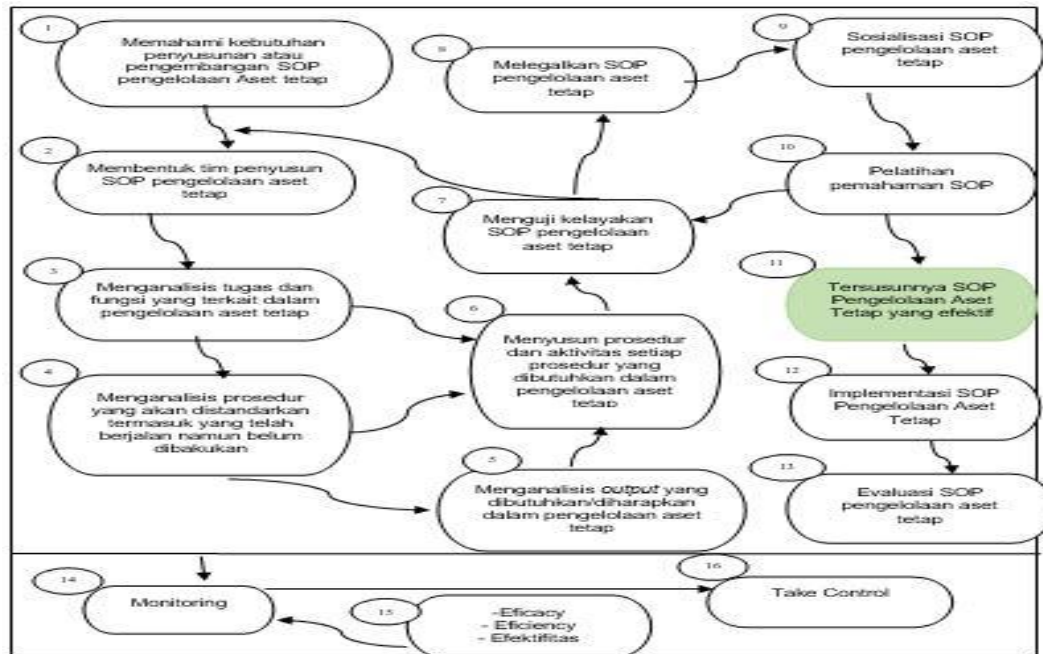 1
Memahami kebutuhan
penyusunan atau
pengembangan SOP
pengelolaan Aset tetap
2
Membentuk tim penyusun
SOP pengelolaan aset
tetap
3
Menganalisis tugas dan
fungsi yang terkait dalam
pengelolaan aset tetap
4
Menganalisis prosedur
yang akan distandarkan
termasuk yang telah
berjalan namun belum
dibakukan
5
Menganalisis output yang
dibutuhkan/diharapkan
dalam pengelolaan aset
tetap
6
Menyusun prosedur
dan aktivitas setiap
prosedur yang
dibutuhkan dalam
pengelolaan aset
tetap
7
Menguji kelayakan
SOP pengelolaan
aset tetap
8
Melegalkan SOP
pengelolaan aset
tetap
9
Sosialisasi SOP
pengelolaan aset
tetap
10
Pelatihan
pemahaman SOP
11
Tersusunnya SOP
Pengelolaan Aset
Tetap yang efektif
12
Implementasi SOP
Pengelolaan Aset
Tetap
13
Evaluasi SOP
pengelolaan aset
tetap
14
Monitoring
15
-Eficacy
- Eficiency
- Efektifitas
16
Take Control